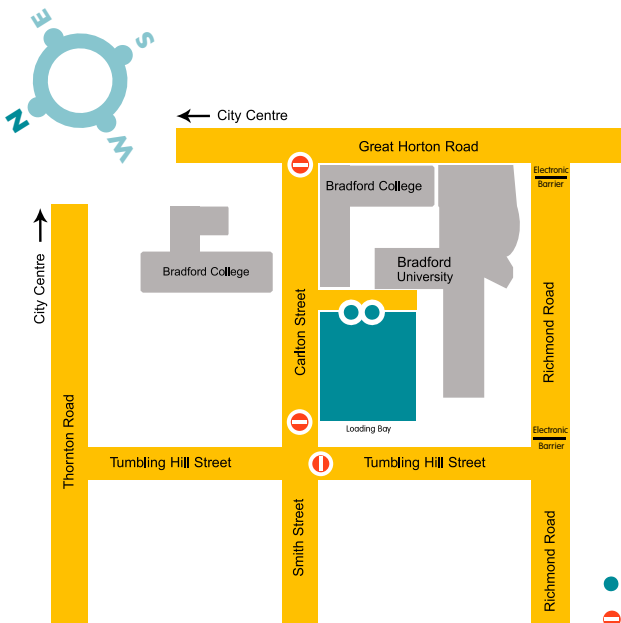 E
S
N
W
City Centre
Great Horton Road
Electronic
Barrier
Bradford College
Bradford College
Bradford
University
City Centre
Carlton Street
Richmond Road
Thornton Road
Loading Bay
Electronic
Barrier
Tumbling Hill Street
Tumbling Hill Street
Smith Street
Richmond Road